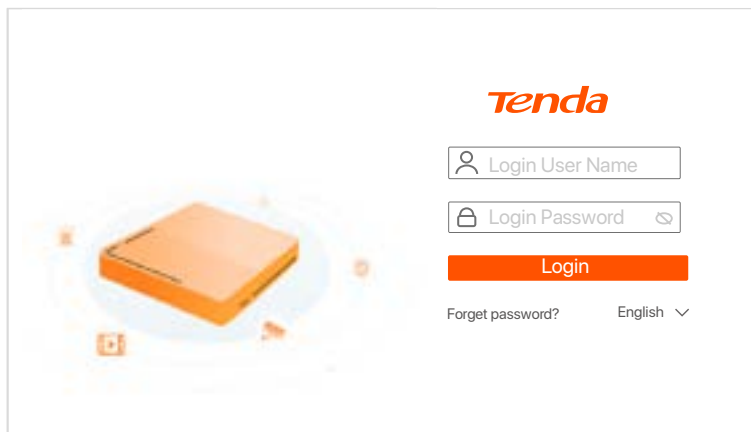 Tenda
Login User Name
Login Password
Login
Forget password?
English